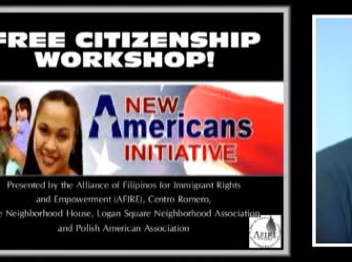 FREE CITIZENSHIP
WORKSHOP!
NEW
Americans
INITIATIVE
Presented by the Alliance of Filipinos for Immigrant Rights
and Empowerment (AFIRE), Centro Romero,
Neighborhood House, Logan Square Neighborhood Association
and Polish American Association
AFIRE